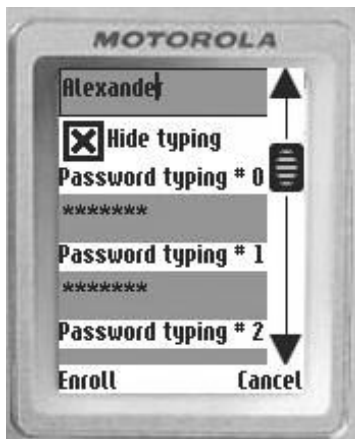 MOTOROLA
Alexander
Hide typing
Password typing # 0
*******
Password typing # 1
*******
Password typing # 2
Enroll Cancel